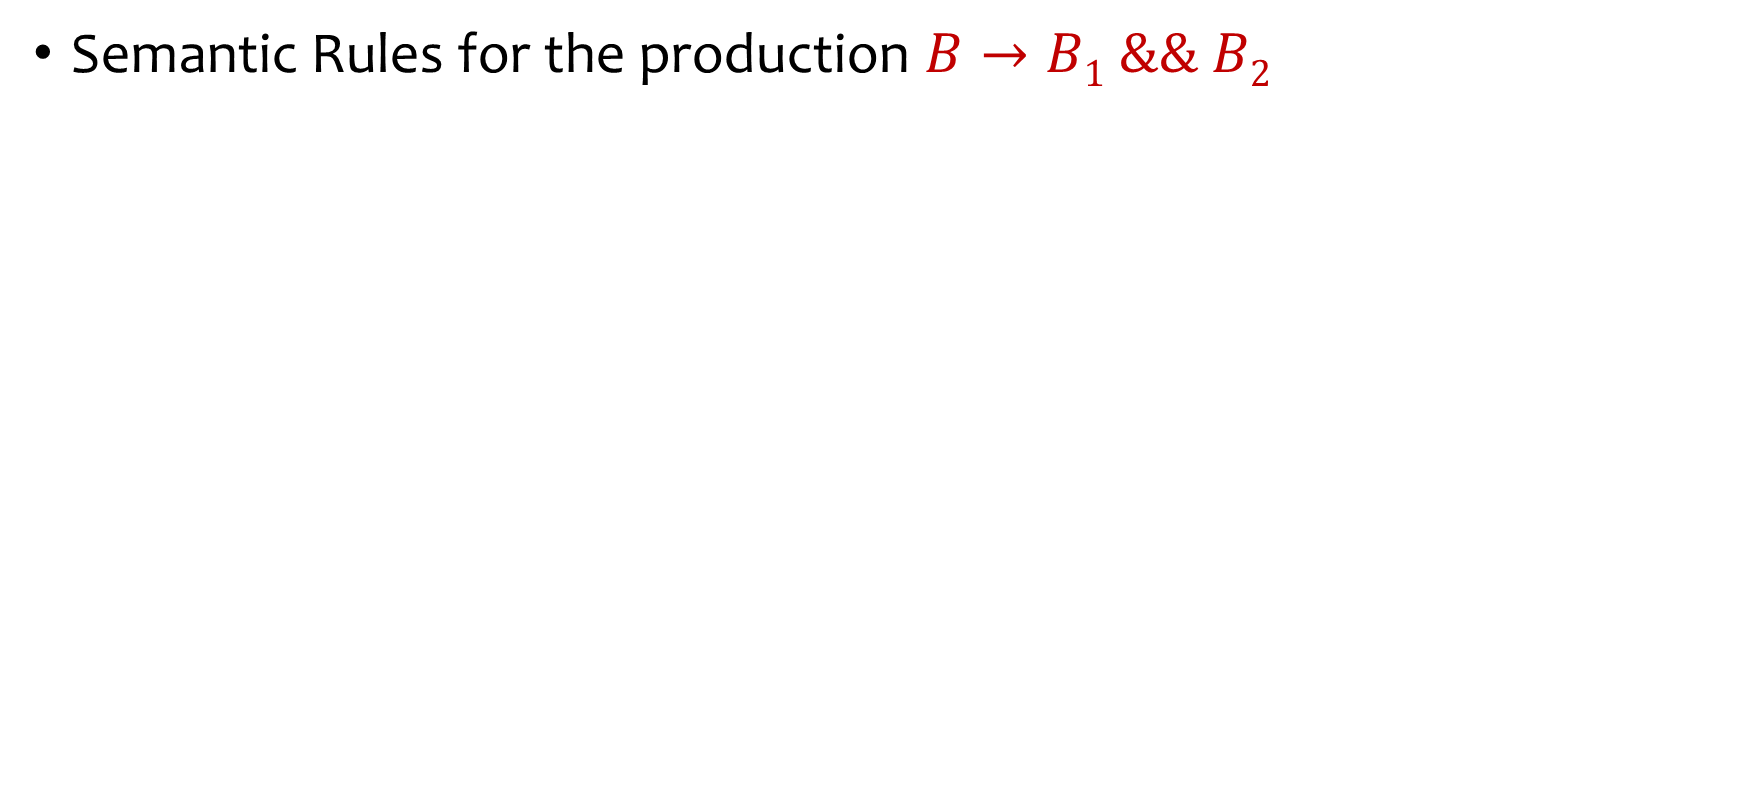 • Semantic Rules for the production B → B₁ && B₂